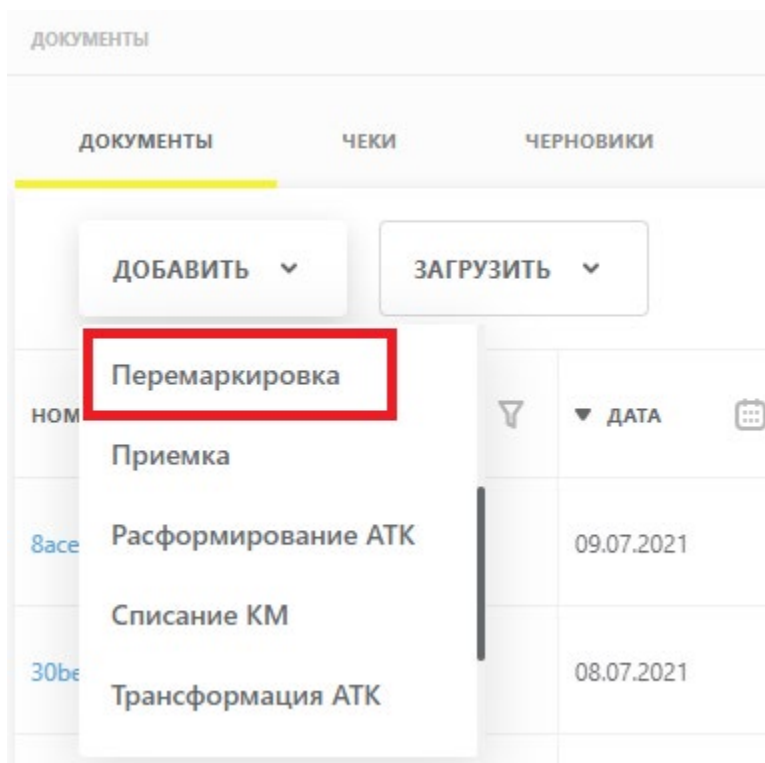 ДОКУМЕНТЫ
ДОКУМЕНТЫ ЧЕКИ ЧЕРНОВИКИ
ДОБАВИТЬ ЗАГРУЗИТЬ
Перемаркировка
НОМ ДАТА
Приемка
8ace Расформирование АТК 09.07.2021
Списание КМ
30be Трансформация АТК 08.07.2021